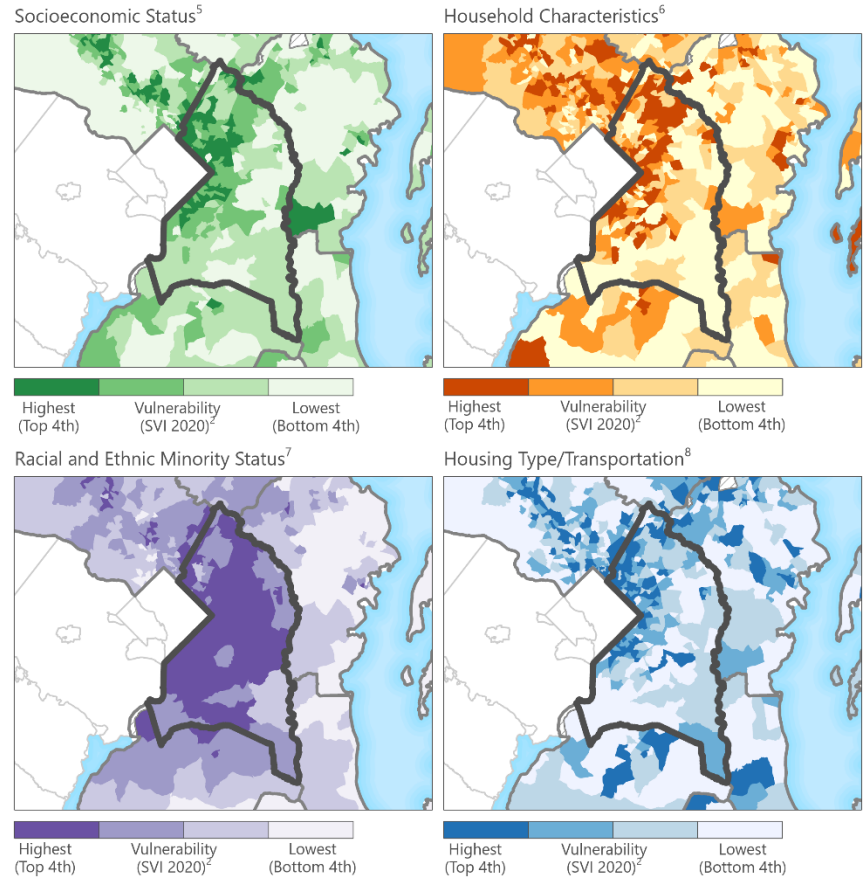 Socioeconomic Status⁵
Household Characteristics⁶
Highest
(Top 4th)
Vulnerability
(SVI 2020)²
Lowest
(Bottom 4th)
Highest
(Top 4th)
Vulnerability
(SVI 2020)²
Lowest
(Bottom 4th)
Racial and Ethnic Minority Status⁷
Housing Type/Transportation⁸
Highest
(Top 4th)
Vulnerability
(SVI 2020)²
Lowest
(Bottom 4th)
Highest
(Top 4th)
Vulnerability
(SVI 2020)²
Lowest
(Bottom 4th)